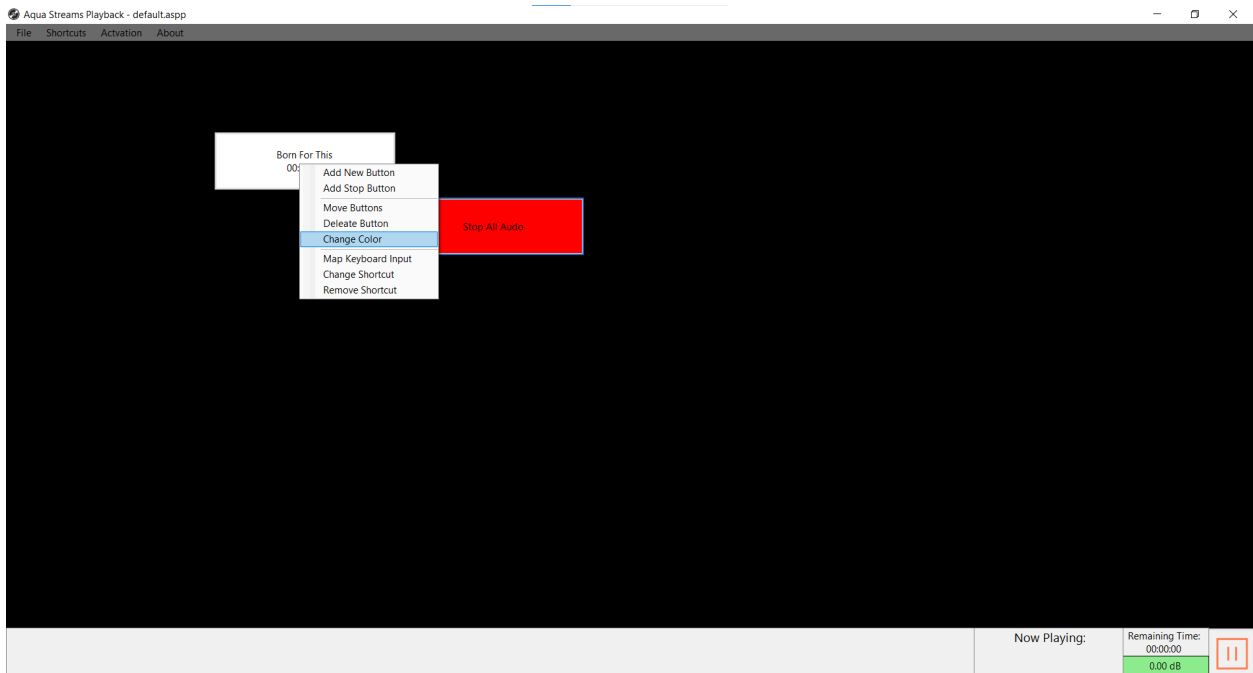 Aqua Streams Playback - default.aspp
File Shortcuts Actvation About
Born For This
00:
Add New Button
Add Stop Button
Move Buttons
Deleate Button
Change Color
Map Keyboard Input
Change Shortcut
Remove Shortcut
Stop All Audo
Now Playing:
Remaining Time:
00:00:00
0.00 dB